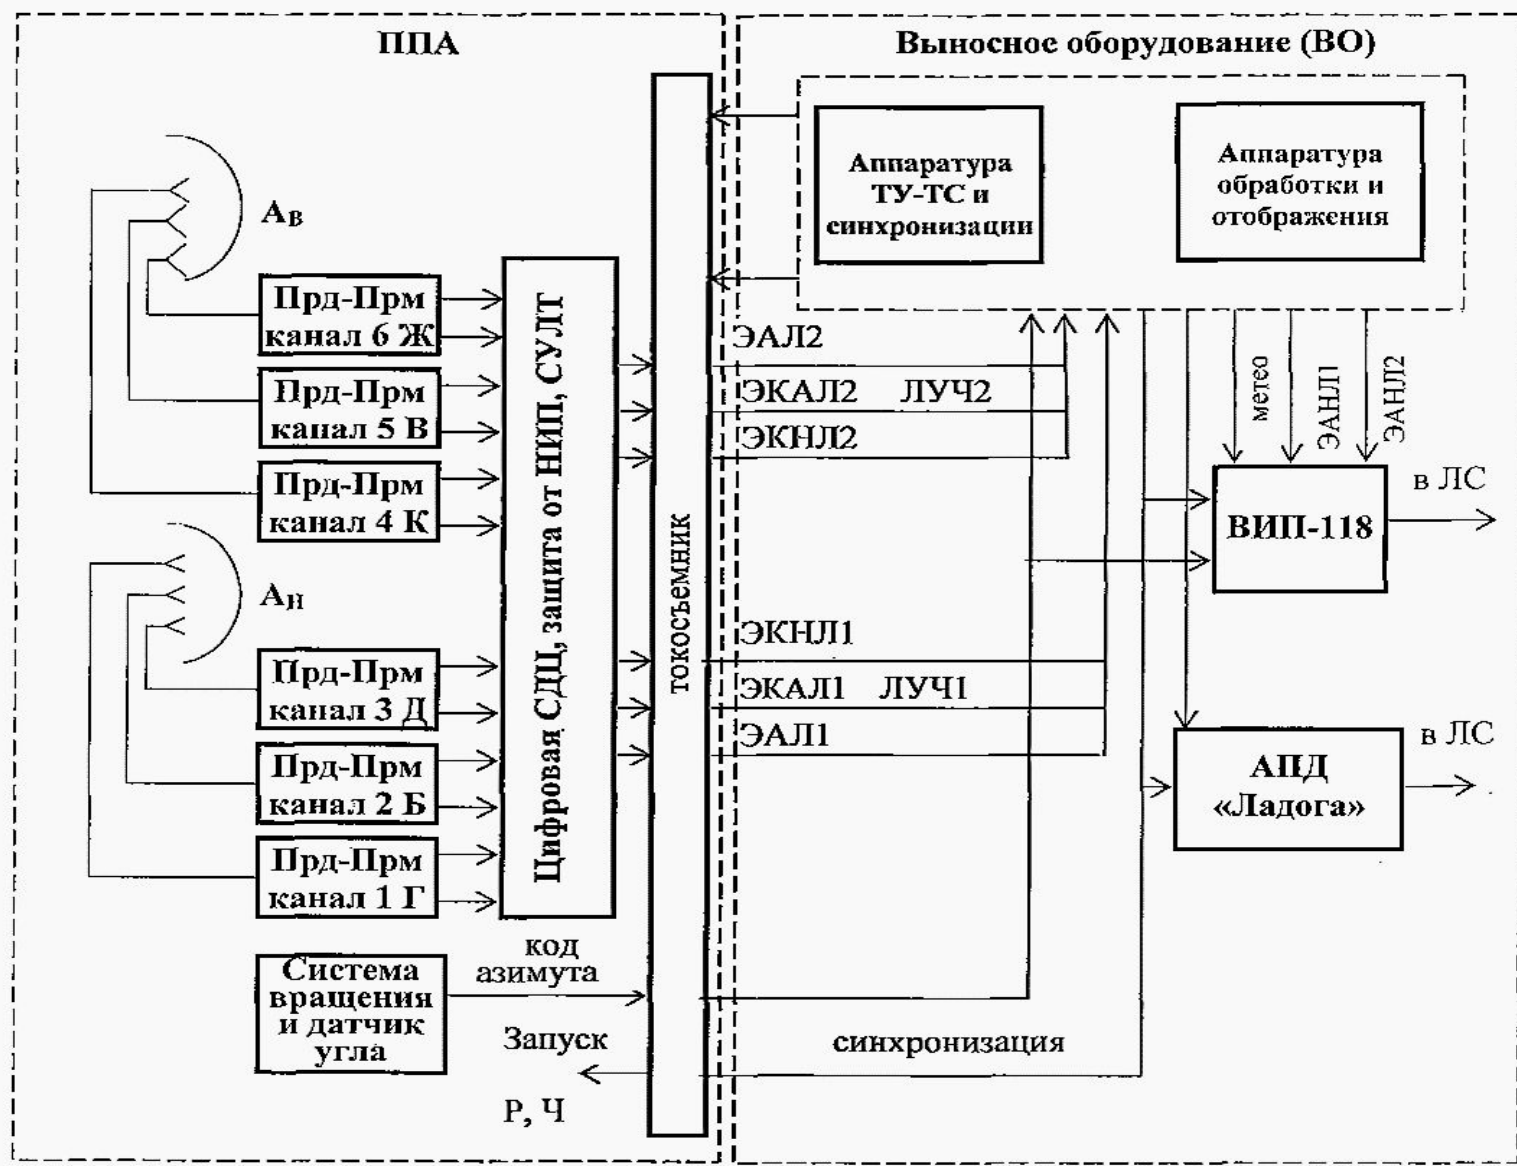 ППА
Выносное оборудование (ВО)
Аппаратура
ТУ-ТС и
синхронизации
Аппаратура
обработки и
отображения
Ав
Прд-Прм
канал 6 Ж
Прд-Прм
канал 5 В
Прд-Прм
канал 4 К
Ан
Прд-Прм
канал 3 Д
Прд-Прм
канал 2 Б
Прд-Прм
канал 1 Г
Система
вращения
и датчик
угла
Цифровая СДЦ, защита от НИП, СУЛТ
токосъемник
код
азимута
Запуск
Р, Ч
ЭАЛ2
ЭКАЛ2 ЛУЧ2
ЭКНЛ2
ЭКНЛ1
ЭКАЛ1 ЛУЧ1
ЭАЛ1
синхронизация
метео
ЭАНЛ1
ЭАНЛ2
ВИП-118
в ЛС
АПД
«Ладога»
в ЛС